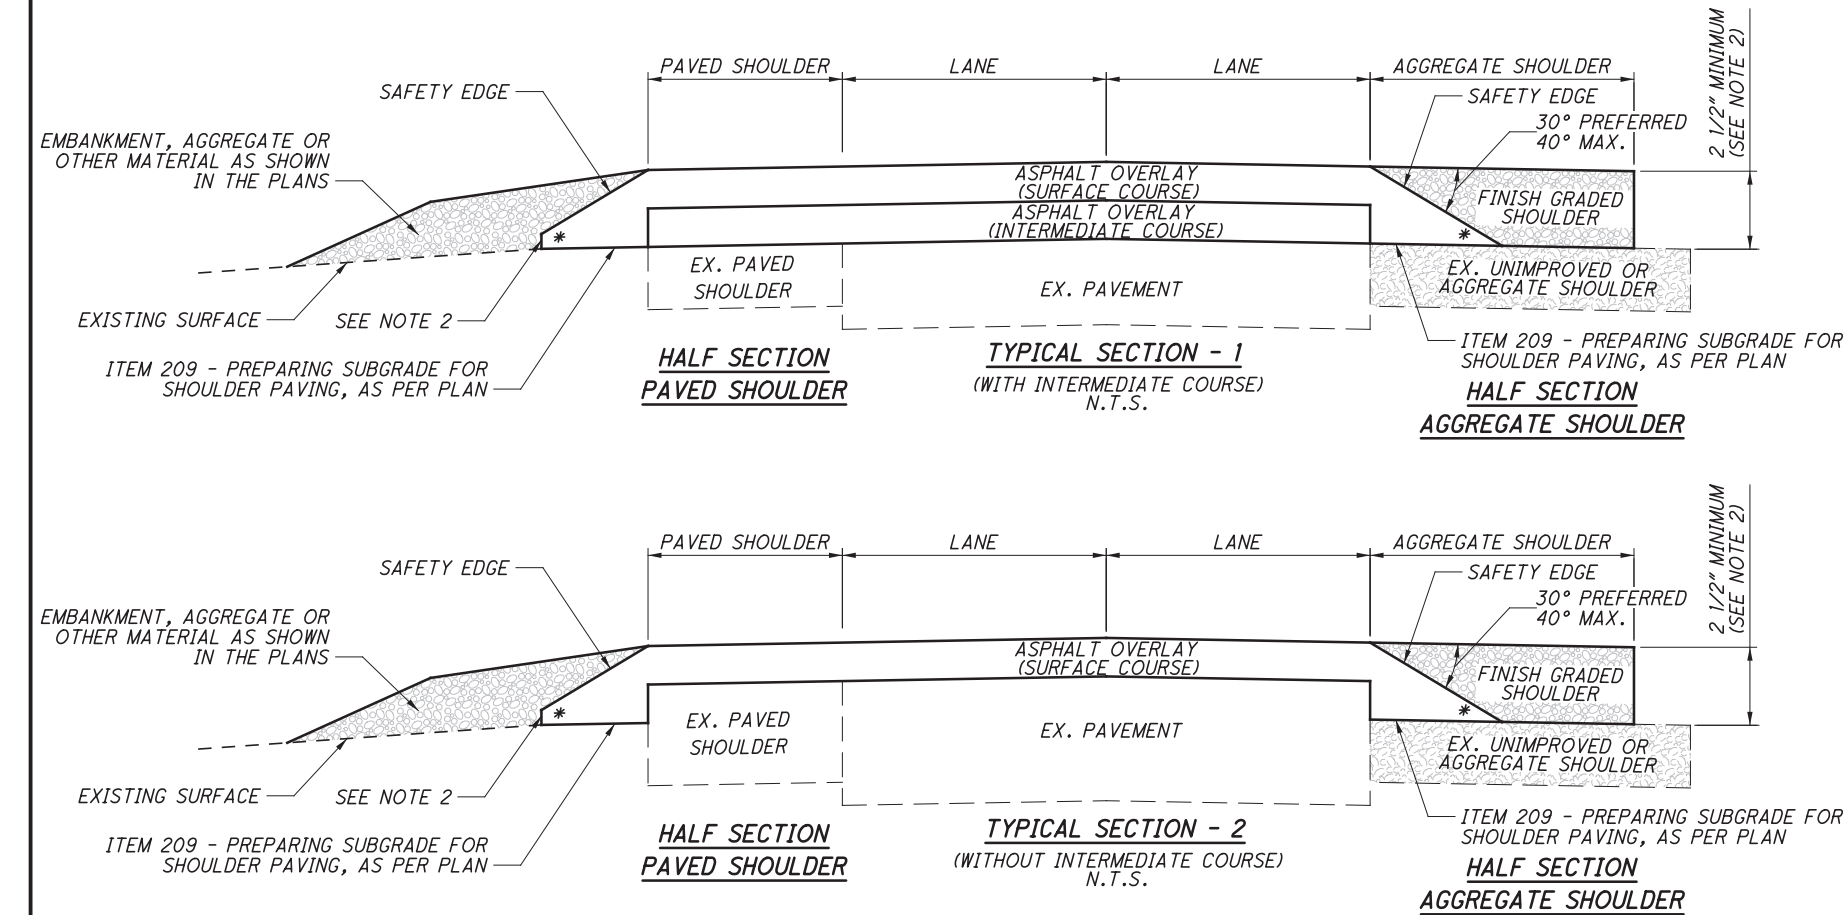 PAVED SHOULDER
LANE
LANE
AGGREGATE SHOULDER
2 1/2" MINIMUM
(SEE NOTE 2)
SAFETY EDGE
SAFETY EDGE
30° PREFERRED
40° MAX.
EMBANKMENT, AGGREGATE OR
OTHER MATERIAL AS SHOWN
IN THE PLANS
ASPHALT OVERLAY
(SURFACE COURSE)
FINISH GRADED
SHOULDER
ASPHALT OVERLAY
(INTERMEDIATE COURSE)
*
*
EX. PAVED
SHOULDER
EX. PAVEMENT
EX. UNIMPROVED OR
AGGREGATE SHOULDER
EXISTING SURFACE
SEE NOTE 2
ITEM 209 - PREPARING SUBGRADE FOR
SHOULDER PAVING, AS PER PLAN
HALF SECTION
PAVED SHOULDER
TYPICAL SECTION - 1
(WITH INTERMEDIATE COURSE)
N.T.S.
ITEM 209 - PREPARING SUBGRADE FOR
SHOULDER PAVING, AS PER PLAN
HALF SECTION
AGGREGATE SHOULDER
PAVED SHOULDER
LANE
LANE
AGGREGATE SHOULDER
2 1/2" MINIMUM
(SEE NOTE 2)
SAFETY EDGE
SAFETY EDGE
30° PREFERRED
40° MAX.
EMBANKMENT, AGGREGATE OR
OTHER MATERIAL AS SHOWN
IN THE PLANS
ASPHALT OVERLAY
(SURFACE COURSE)
FINISH GRADED
SHOULDER
*
*
EX. PAVED
SHOULDER
EX. PAVEMENT
EX. UNIMPROVED OR
AGGREGATE SHOULDER
EXISTING SURFACE
SEE NOTE 2
ITEM 209 - PREPARING SUBGRADE FOR
SHOULDER PAVING, AS PER PLAN
HALF SECTION
PAVED SHOULDER
TYPICAL SECTION - 2
(WITHOUT INTERMEDIATE COURSE)
N.T.S.
ITEM 209 - PREPARING SUBGRADE FOR
SHOULDER PAVING, AS PER PLAN
HALF SECTION
AGGREGATE SHOULDER